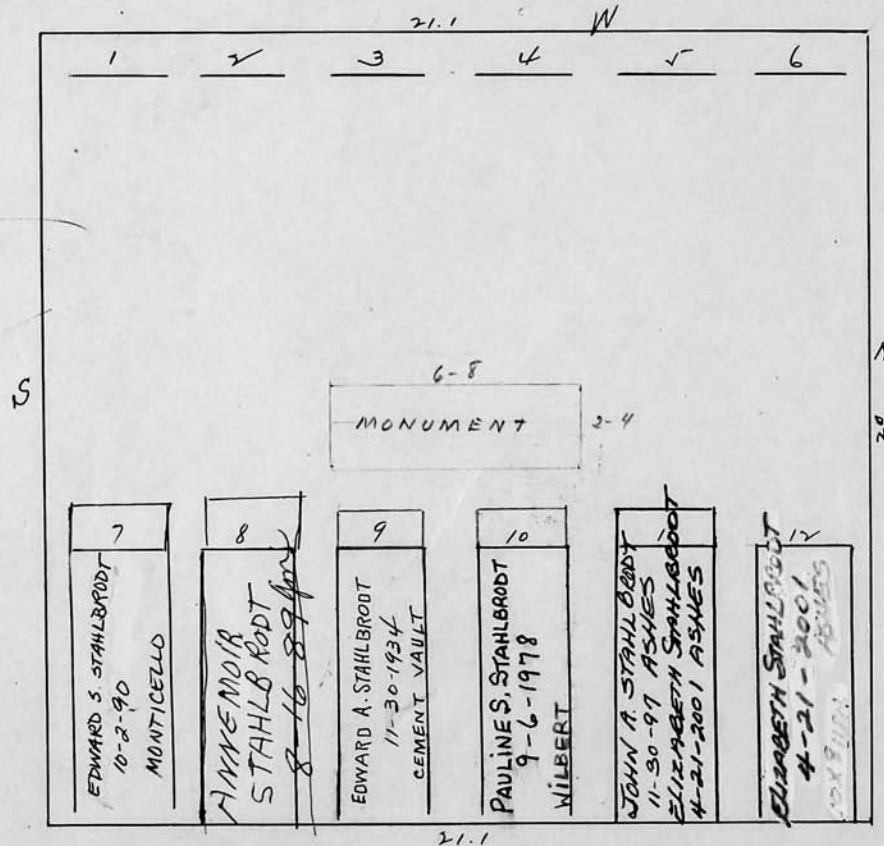 21.1 W
1 2 3 4 5 6
S
6-8
MONUMENT
2-4
N
20
7 8 9 10 12
EDWARD S. STAHLBRODT
10-2-90
MONTICELLO
ANNE MOIR
STAHLBRODT
8-16-89
EDWARD A. STAHLBRODT
11-30-1934
CEMENT VAULT
PAULINE S. STAHLBRODT
9-6-1978
WILBERT
JOHN A. STAHLBRODT
11-30-97 ASHES
ELIZABETH STAHLBRODT
4-21-2001 ASHES
ELIZABETH STAHLBRODT
4-21-2001
ASHES
21.1